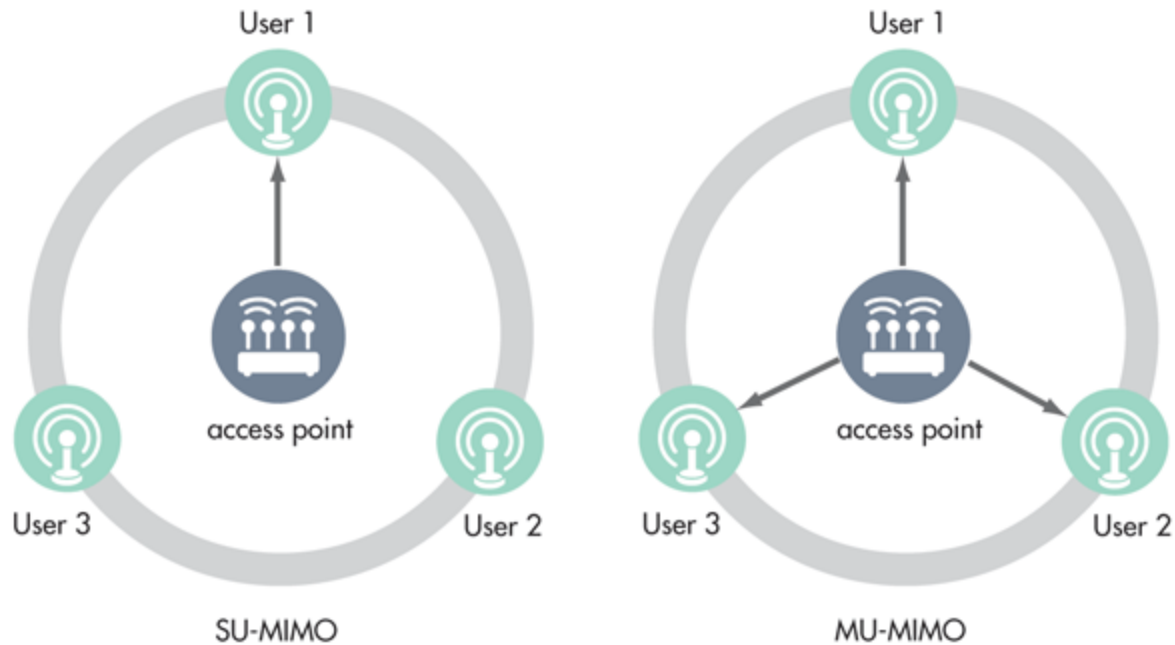 User 1
access point
User 3
User 2
SU-MIMO
User 1
access point
User 3
User 2
MU-MIMO